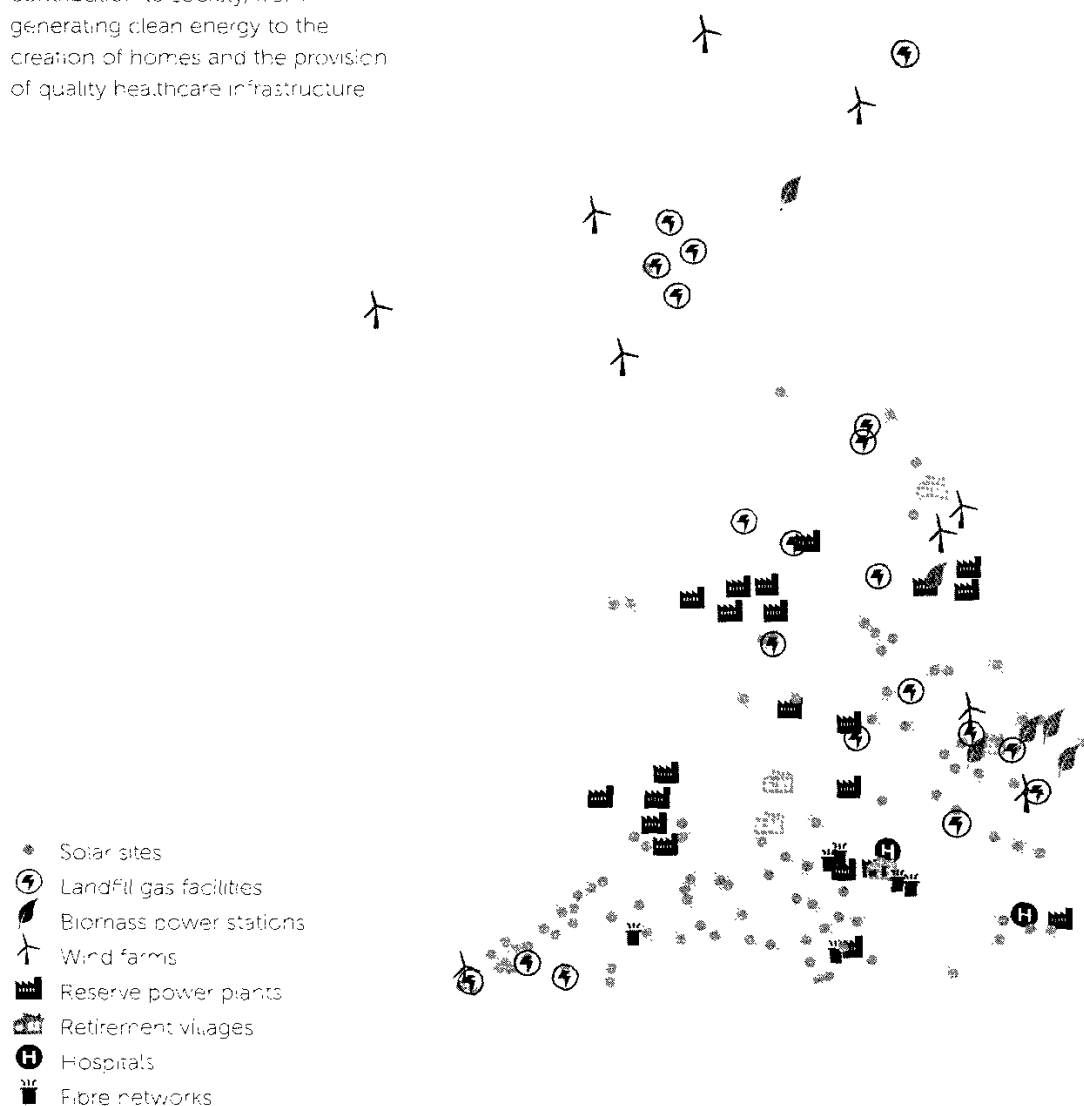 generating clean energy to the
creation of homes and the provision
of quality healthcare infrastructure
Solar sites
Landfill gas facilities
Biomass power stations
Wind farms
Reserve power plants
Retirement villages
H Hospitals
Fibre networks